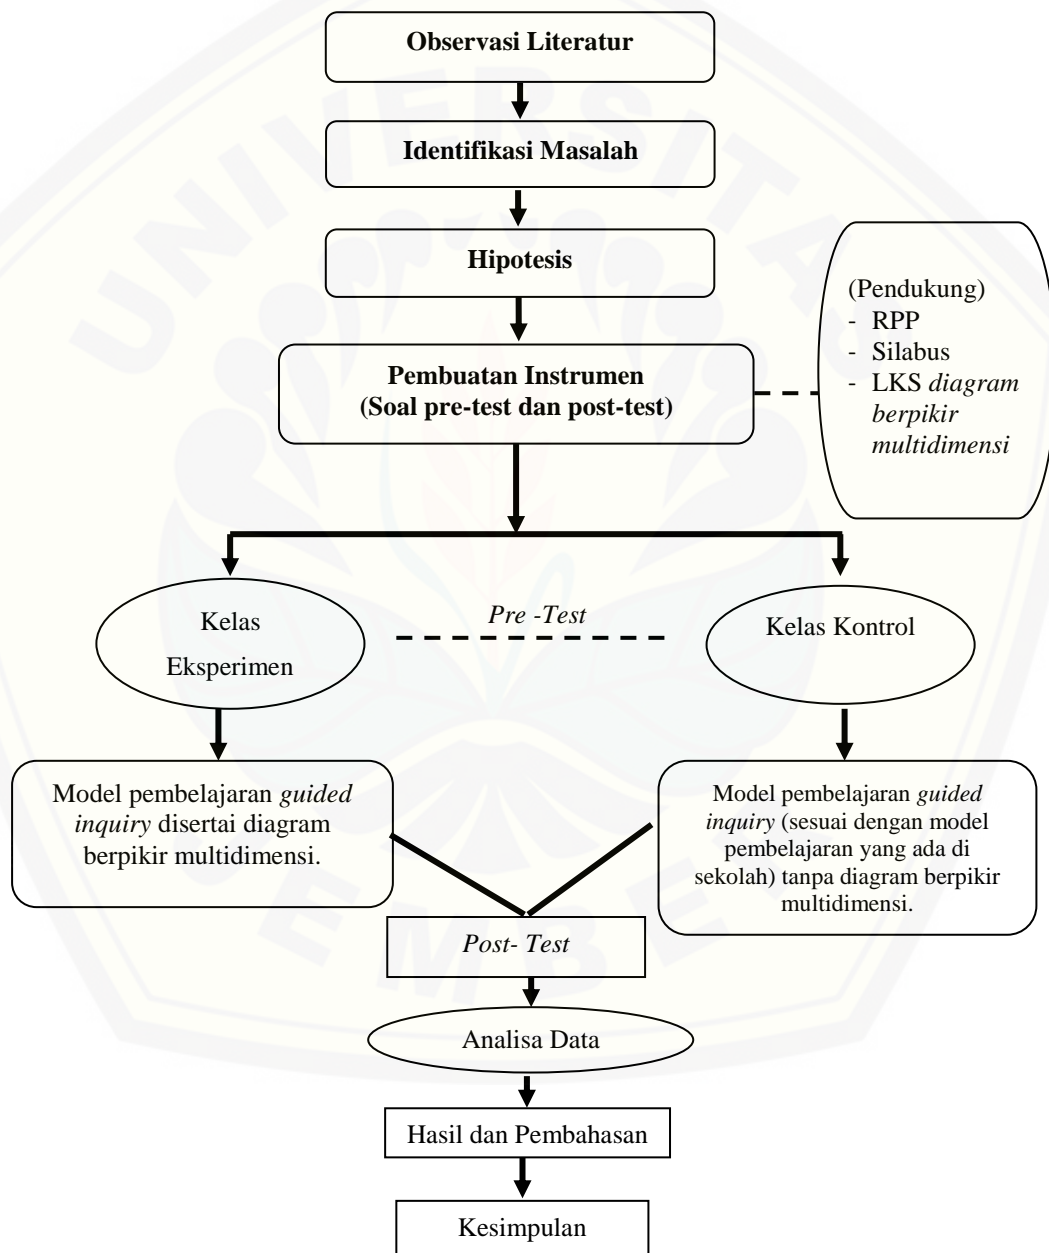 Observasi Literatur
Identifikasi Masalah
Hipotesis
(Pendukung)
- RPP
- Silabus
- LKS diagram
berpikir
multidimensi
Pembuatan Instrumen
(Soal pre-test dan post-test)
Kelas
Eksperimen
Pre -Test
Kelas Kontrol
Model pembelajaran guided
inquiry disertai diagram
berpikir multidimensi.
Model pembelajaran guided
inquiry (sesuai dengan model
pembelajaran yang ada di
sekolah) tanpa diagram berpikir
multidimensi.
Post- Test
Analisa Data
Hasil dan Pembahasan
Kesimpulan
UNIVERSITAS
EMBE